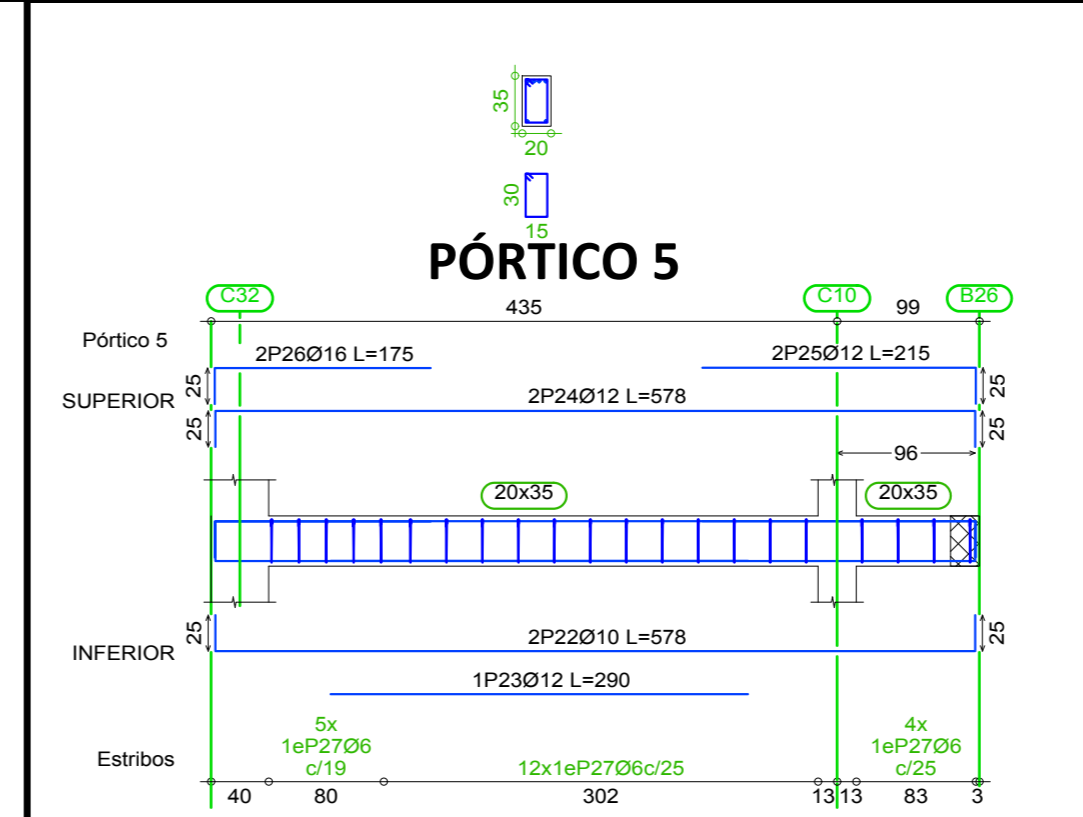 35
20
30
15
PÓRTICO 5
C32
435
C10
99
B26
Pórtico 5
2P26Ø16 L=175
2P25Ø12 L=215
25
25
SUPERIOR
2P24Ø12 L=578
25
25
96
20x35
20x35
25
25
INFERIOR
2P22Ø10 L=578
1P23Ø12 L=290
Estribos
5x
1eP27Ø6
c/19
12x1eP27Ø6c/25
4x
1eP27Ø6
c/25
40
80
302
13
13
83
3